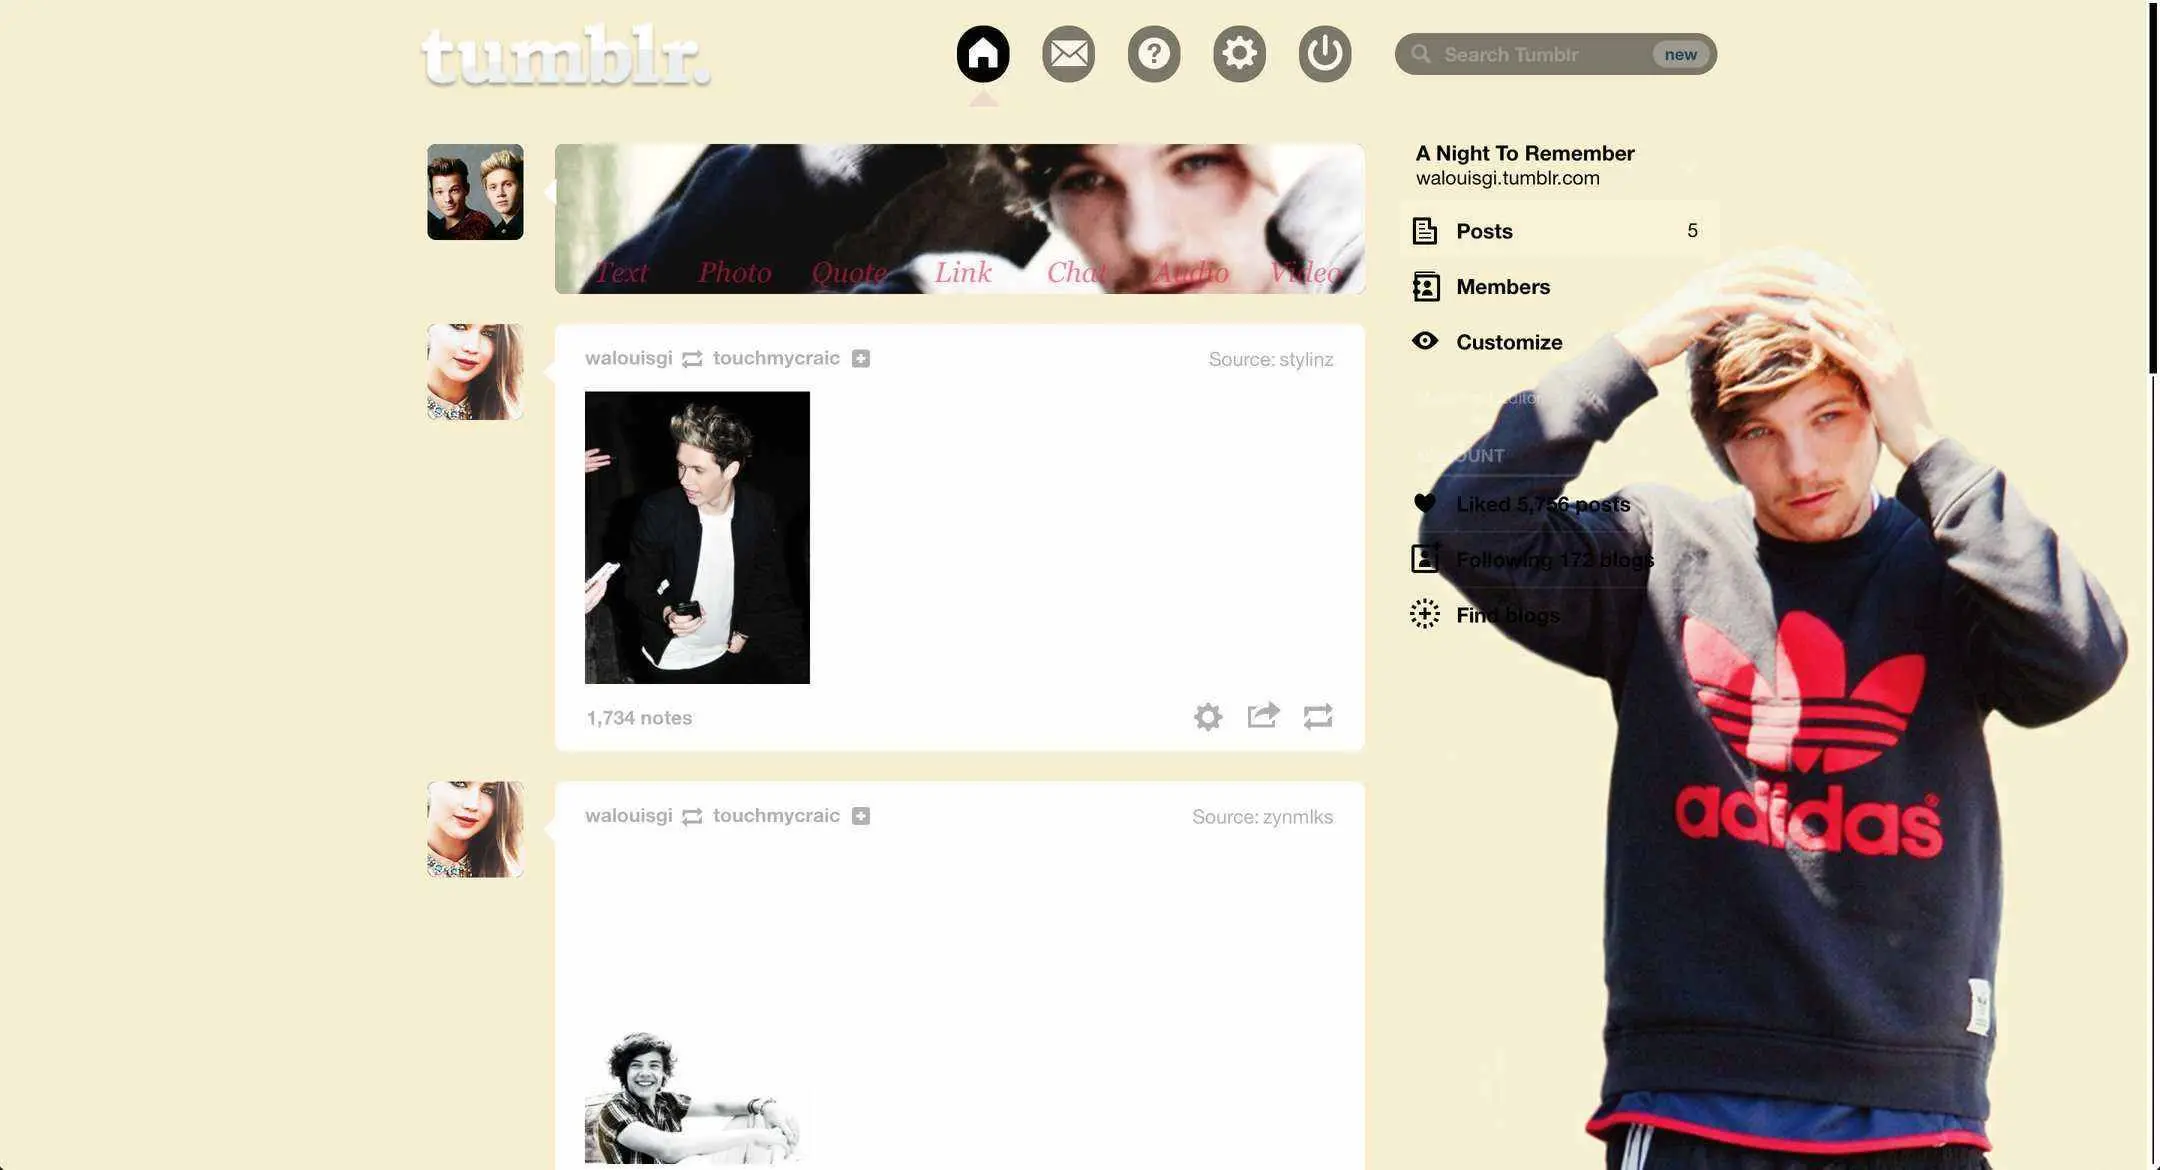 tumblr.
Search Tumblr new
A Night To Remember
walouisgi.tumblr.com
Posts 5
Members
Customize
Text Photo Quote Link Chat Audio Video
Liked 5,756 posts
Following 172 blogs
Find blogs
walouisgi touchmycraic
Source: stylinz
1,734 notes
walouisgi touchmycraic
Source: zynmlks
adidas®